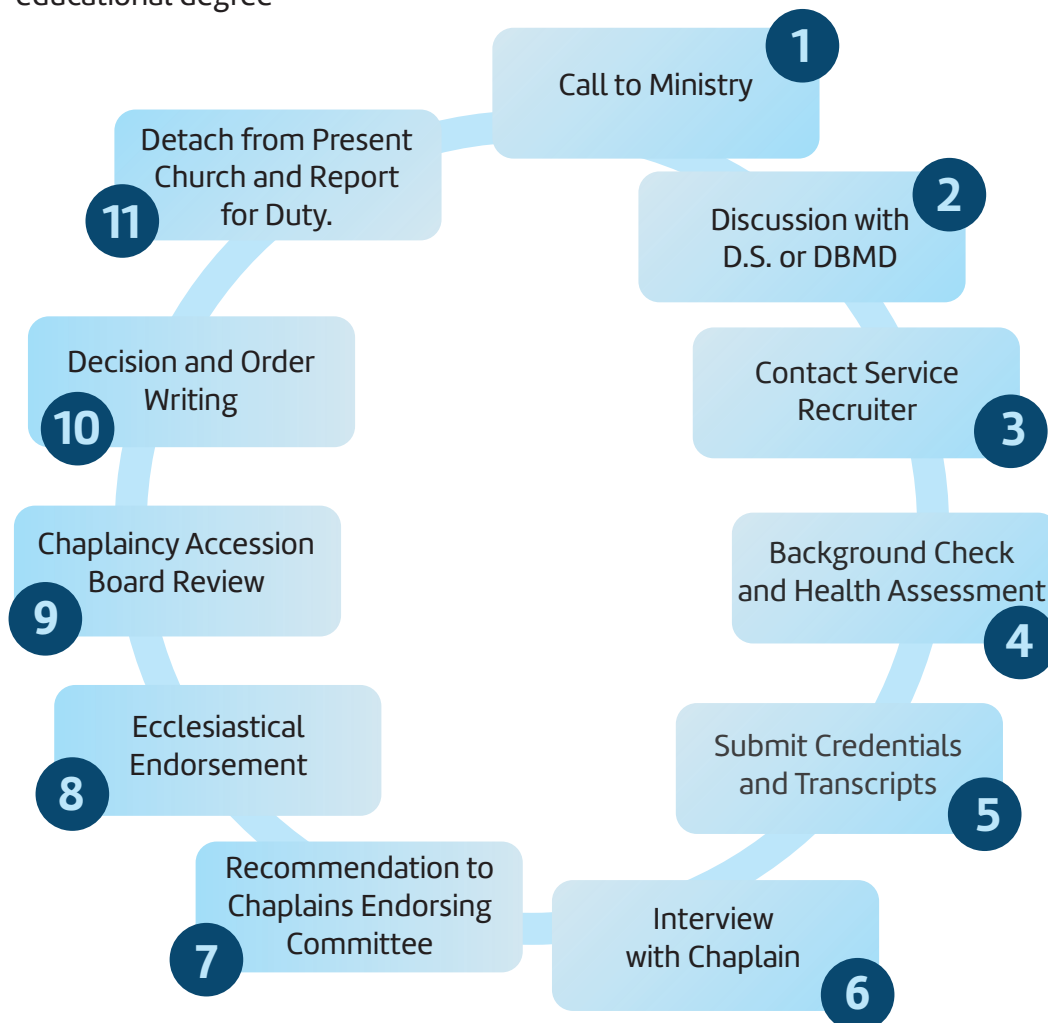 educational degree
1
Call to Ministry
2
Discussion with
D.S. or DBMD
3
Contact Service
Recruiter
4
Background Check
and Health Assessment
5
Submit Credentials
and Transcripts
6
Interview
with Chaplain
7
Recommendation to
Chaplains Endorsing
Committee
8
Ecclesiastical
Endorsement
9
Chaplaincy Accession
Board Review
10
Decision and Order
Writing
11
Detach from Present
Church and Report
for Duty.